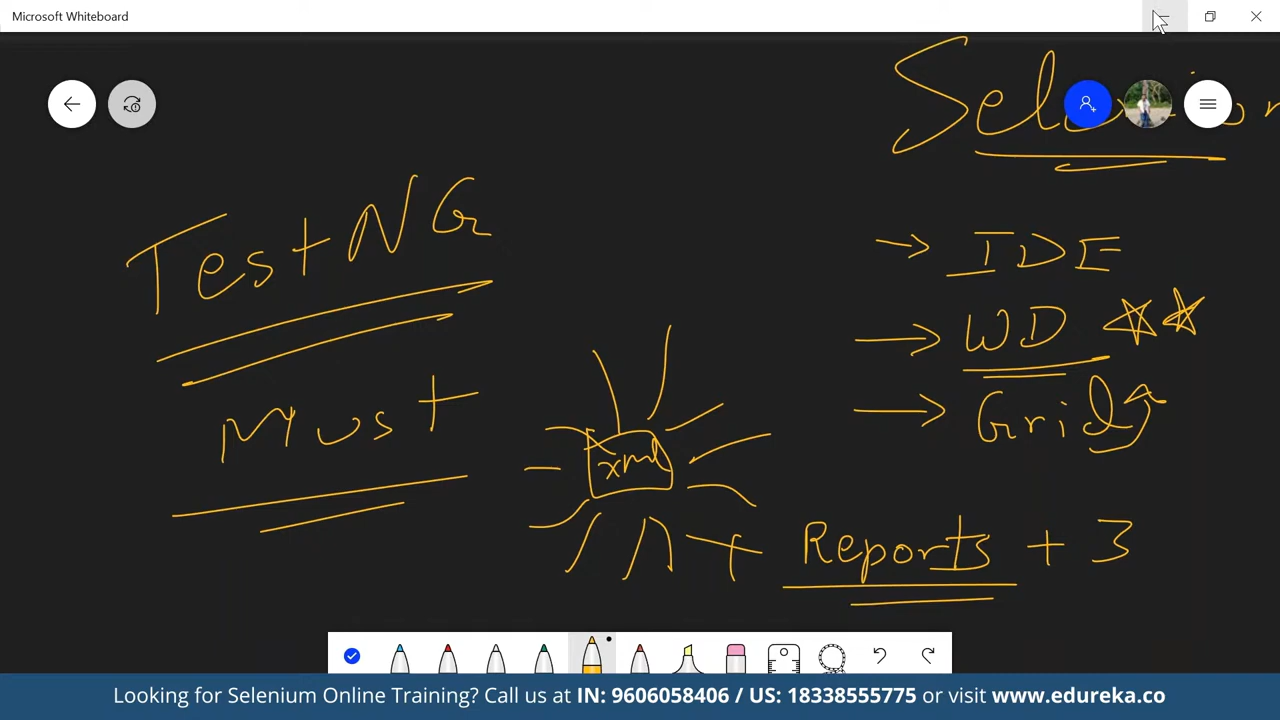 Microsoft Whiteboard
Selenium
TestNG
Must
→ IDE
→ WD ☆☆
→ Grid
xml
+ Reports + 3
Looking for Selenium Online Training? Call us at IN: 9606058406 / US: 18338555775 or visit www.edureka.co